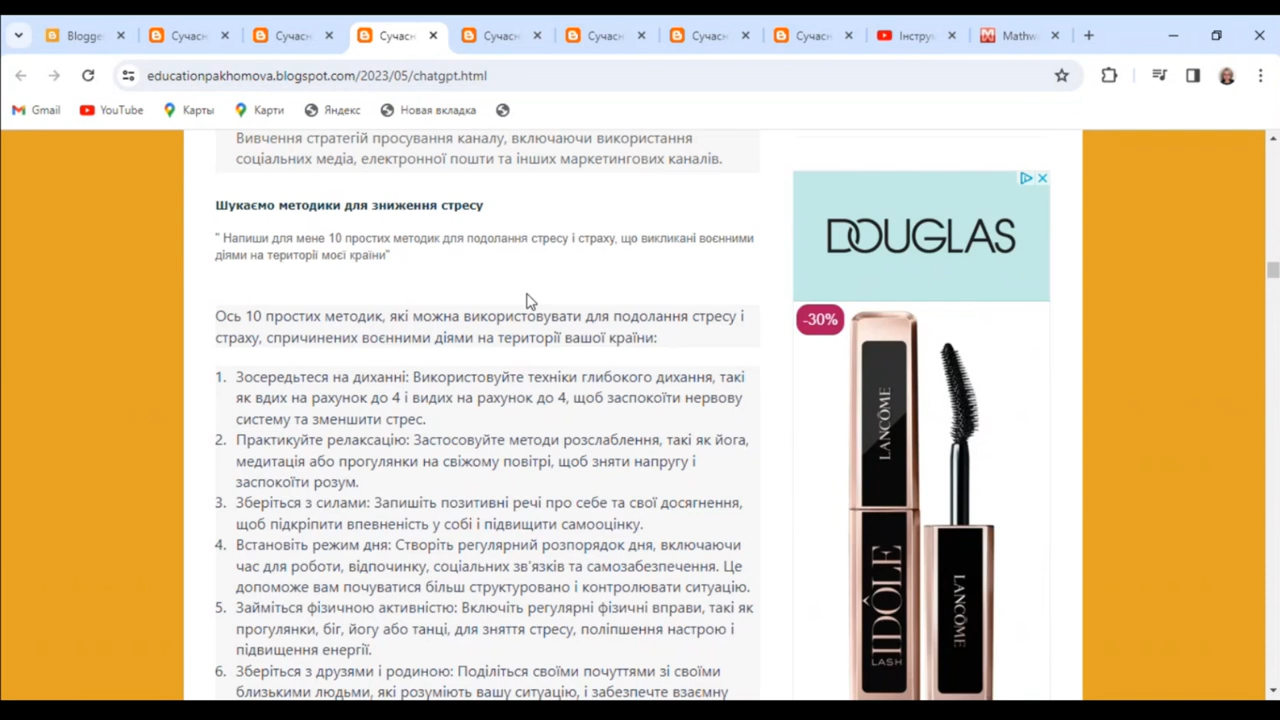 Blogge
Сучасн
Сучасн
Сучасн
Сучасн
Сучасн
Сучасн
Сучасн
Інстру
Mathw
educationpakhomova.blogspot.com/2023/05/chatgpt.html
Gmail
YouTube
Карты
Карти
Яндекс
Новая вкладка
Вивчення стратегій просування каналу, включаючи використання
соціальних медіа, електронної пошти та інших маркетингових каналів.
Шукаємо методики для зниження стресу
" Напиши для мене 10 простих методик для подолання стресу і страху, що викликані воєнними
діями на території моєї країни"
Ось 10 простих методик, які можна використовувати для подолання стресу і
страху, спричинених воєнними діями на території вашої країни:
1. Зосередьтеся на диханні: Використовуйте техніки глибокого дихання, такі
як вдих на рахунок до 4 і видих на рахунок до 4, щоб заспокоїти нервову
систему та зменшити стрес.
2. Практикуйте релаксацію: Застосовуйте методи розслаблення, такі як йога,
медитація або прогулянки на свіжому повітрі, щоб зняти напругу і
заспокоїти розум.
3. Зберіться з силами: Запишіть позитивні речі про себе та свої досягнення,
щоб підкріпити впевненість у собі і підвищити самооцінку.
4. Встановіть режим дня: Створіть регулярний розпорядок дня, включаючи
час для роботи, відпочинку, соціальних зв'язків та самозабезпечення. Це
допоможе вам почуватися більш структуровано і контролювати ситуацію.
5. Займіться фізичною активністю: Включіть регулярні фізичні вправи, такі як
прогулянки, біг, йогу або танці, для зняття стресу, поліпшення настрою і
підвищення енергії.
6. Зберіться з друзями і родиною: Поділіться своїми почуттями зі своїми
близькими людьми, які розуміють вашу ситуацію, і забезпечте взаємну
DOUGLAS
-30%
LANCÔME
IDÔLE
LASH
LANCÔME